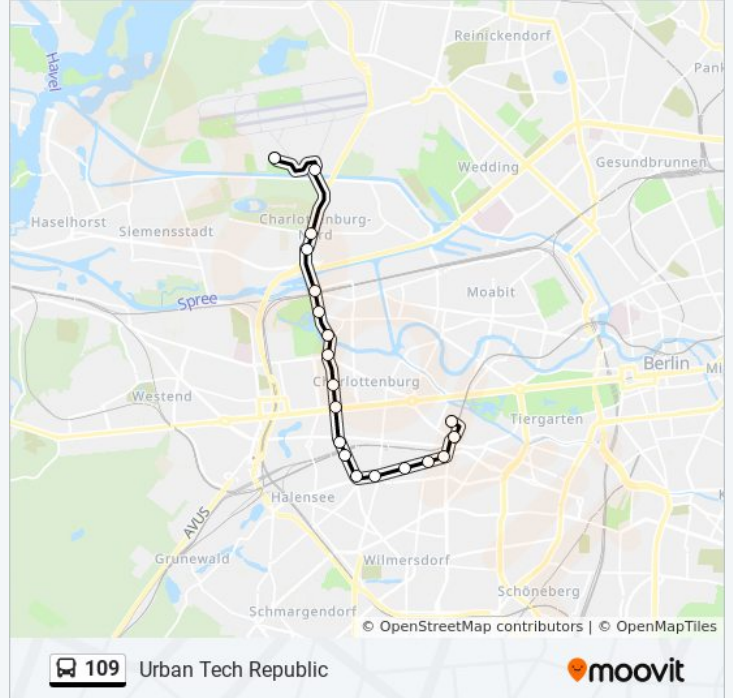 Reinickendorf
Havel
Pank
Wedding
Gesundbrunnen
Haselhorst
Siemensstadt
Charlottenburg-
Nord
Spree
Moabit
Berlin
Mi
Charlottenburg
Westend
Tiergarten
Halensee
AVUS
Grunewald
Wilmersdorf
Schöneberg
Schmargendorf
© OpenStreetMap contributors | © OpenMapTiles
109 Urban Tech Republic
moovit